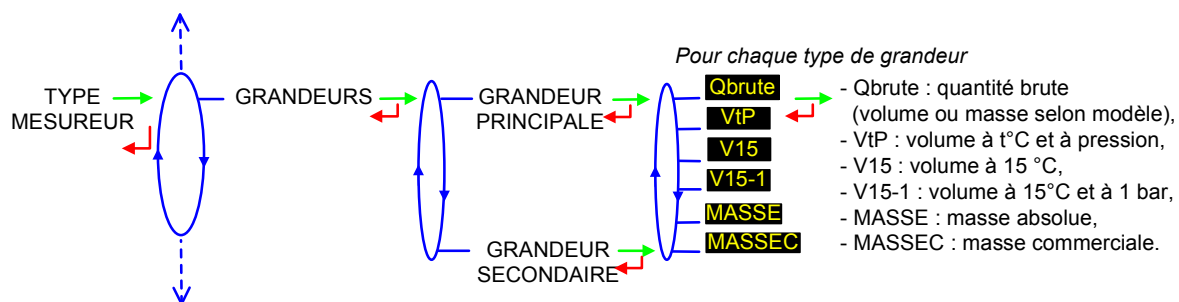 Pour chaque type de grandeur
TYPE
MESUREUR
GRANDEURS
GRANDEUR
PRINCIPALE
Qbrute
VtP
V15
V15-1
MASSE
MASSEC
- Qbrute : quantité brute
(volume ou masse selon modèle),
- VtP : volume à t°C et à pression,
- V15 : volume à 15 °C,
- V15-1 : volume à 15°C et à 1 bar,
- MASSE : masse absolue,
- MASSEC : masse commerciale.
GRANDEUR
SECONDAIRE